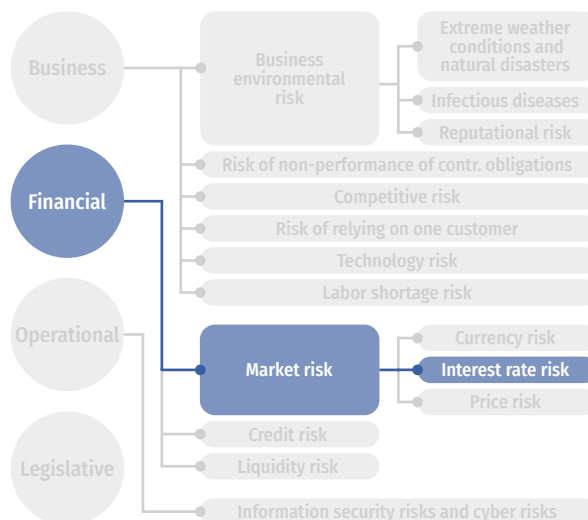 Business
Business
environmental
risk
Extreme weather
conditions and
natural disasters
Infectious diseases
Reputational risk
Risk of non-performance of contr. obligations
Competitive risk
Risk of relying on one customer
Technology risk
Labor shortage risk
Financial
Market risk
Currency risk
Interest rate risk
Price risk
Credit risk
Liquidity risk
Operational
Information security risks and cyber risks
Legislative